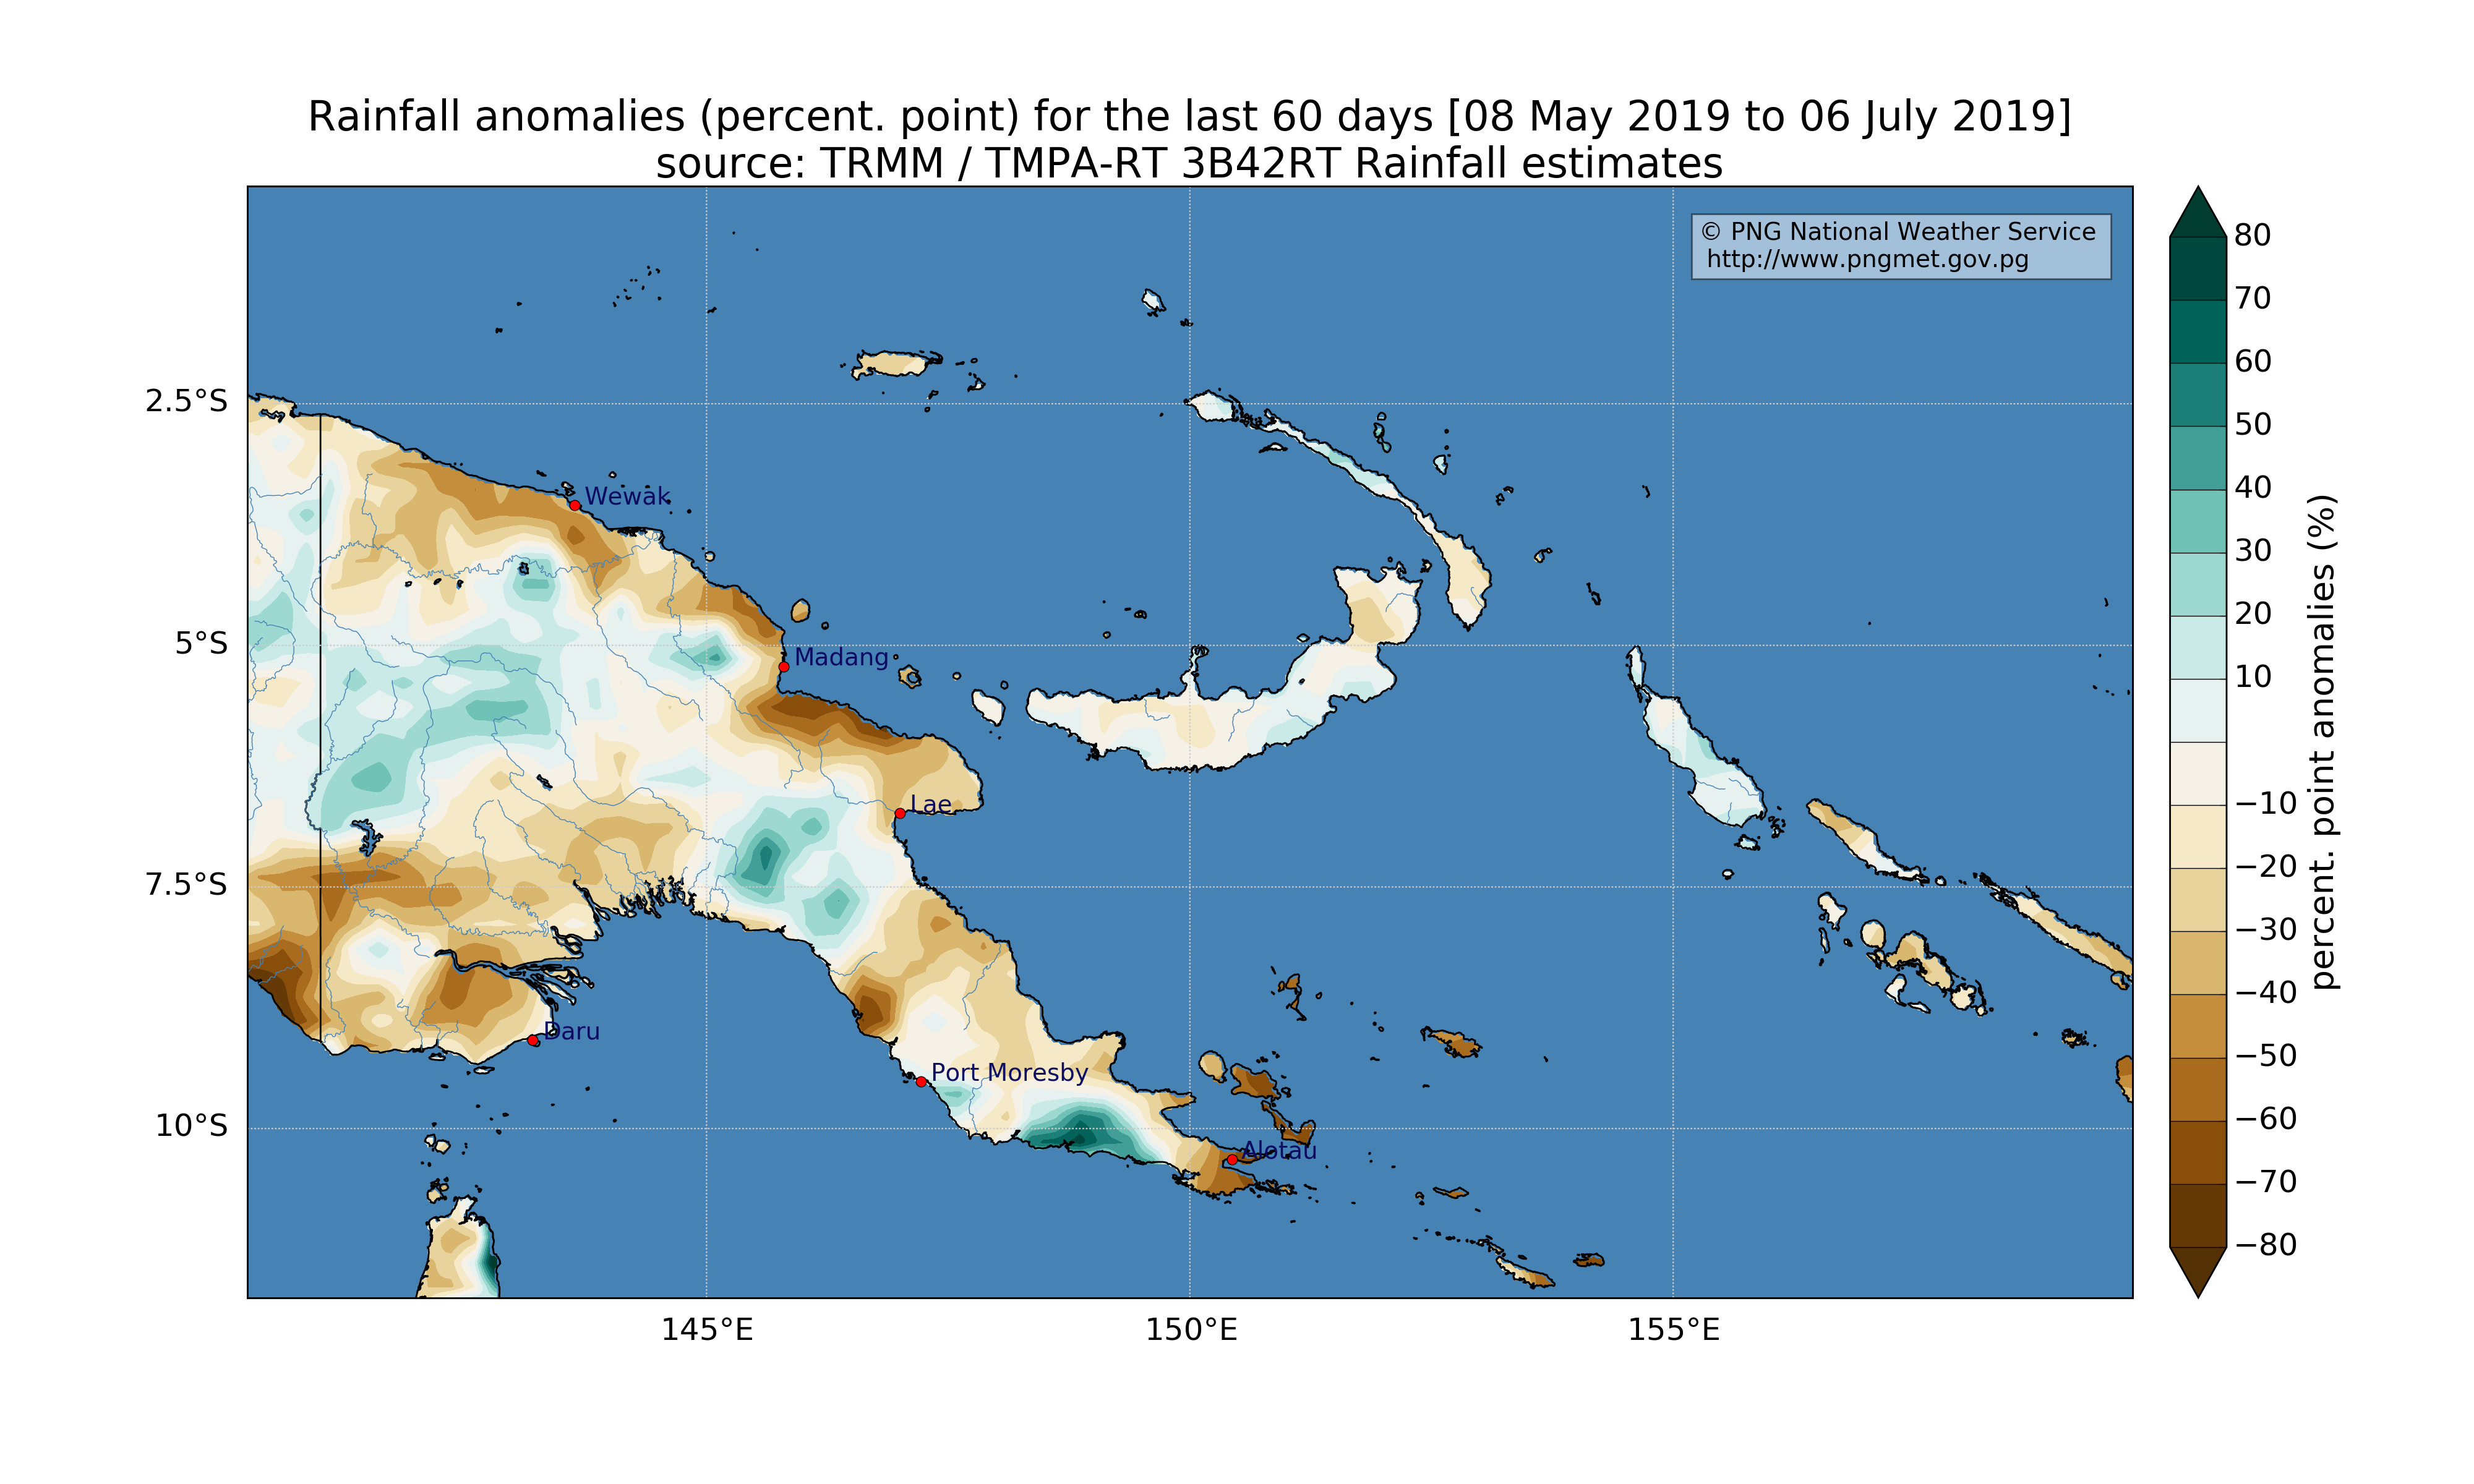 Rainfall anomalies (percent. point) for the last 60 days [08 May 2019 to 06 July 2019]
source: TRMM / TMPA-RT 3B42RT Rainfall estimates
© PNG National Weather Service
http://www.pngmet.gov.pg
2.5°S
5°S
7.5°S
10°S
145°E
150°E
155°E
Wewak
Madang
Lae
Daru
Port Moresby
Alotau
80
70
60
50
40
30
20
10
−10
−20
−30
−40
−50
−60
−70
−80
percent. point anomalies (%)